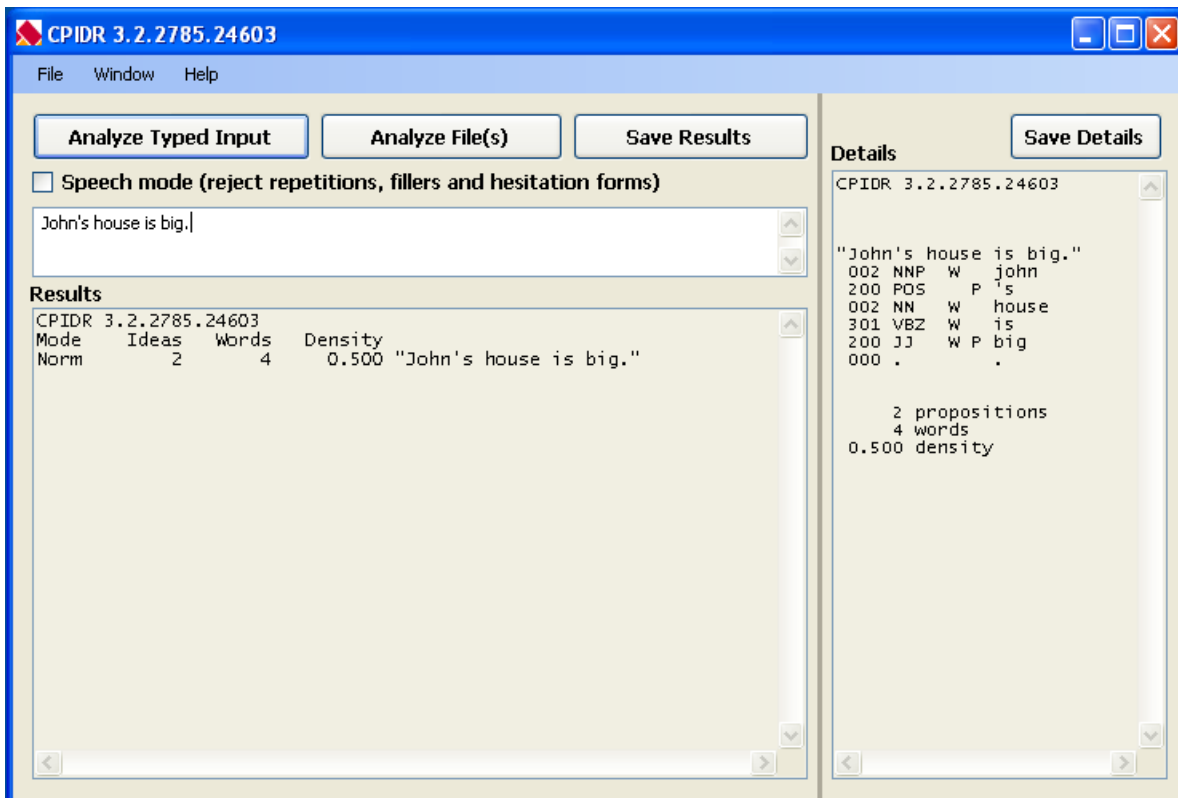 CPIDR 3.2.2785.24603
File Window Help
Analyze Typed Input Analyze File(s) Save Results
Speech mode (reject repetitions, fillers and hesitation forms)
John's house is big.
Results
CPIDR 3.2.2785.24603
Mode Ideas Words Density
Norm 2 4 0.500 "John's house is big."
Save Details
Details
CPIDR 3.2.2785.24603
"John's house is big."
002 NNP W john
200 POS P 's
002 NN W house
301 VBZ W is
200 JJ W P big
000 . .
2 propositions
4 words
0.500 density